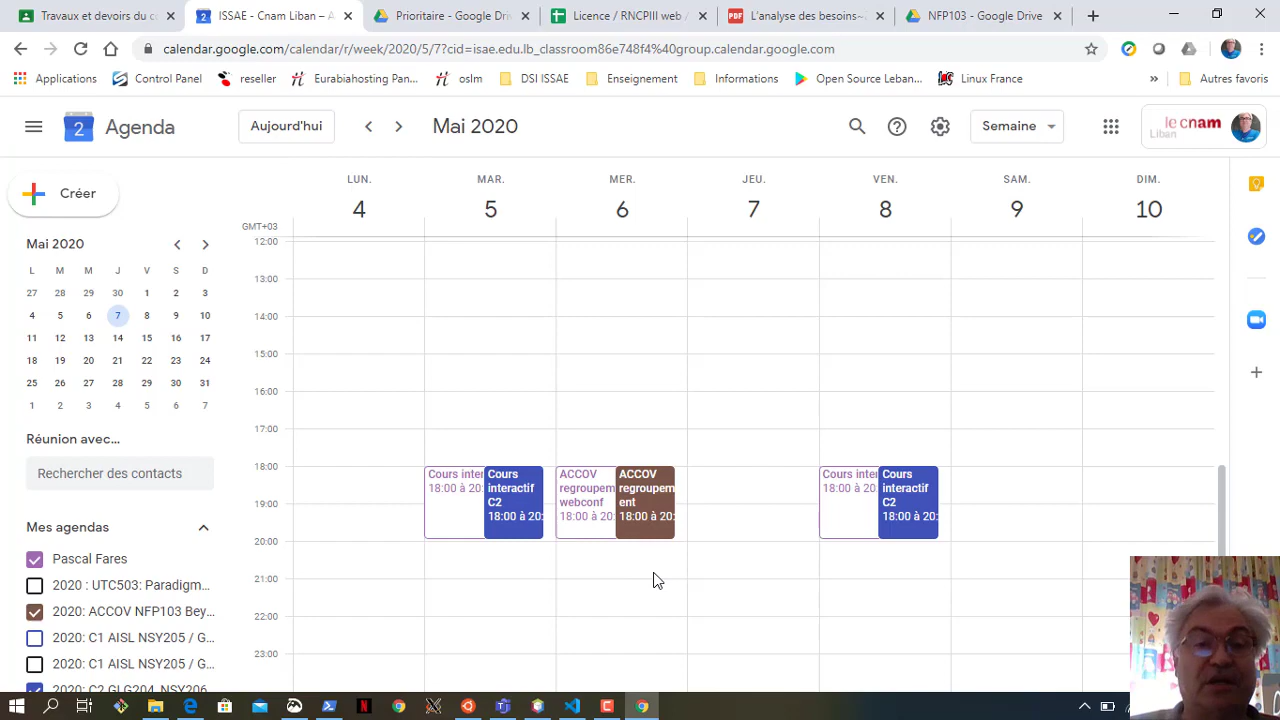 Travaux et devoirs du c
ISSAE - Cnam Liban – A
Prioritaire - Google Drive
Licence / RNCPIII web /
L'analyse des besoins-
NFP103 - Google Drive
calendar.google.com/calendar/r/week/2020/5/7?cid=isae.edu.lb_classroom86e748f4%40group.calendar.google.com
Applications
Control Panel
reseller
Eurabiahosting Pan...
oslm
DSI ISSAE
Enseignement
Informations
Open Source Leban...
Linux France
»
Autres favoris
2
Agenda
Aujourd'hui
Mai 2020
Semaine
le cnam
Liban
Créer
LUN. MAR. MER. JEU. VEN. SAM. DIM.
4 5 6 7 8 9 10
GMT+03
Mai 2020
L M M J V S D
27 28 29 30 1 2 3
4 5 6 7 8 9 10
11 12 13 14 15 16 17
18 19 20 21 22 23 24
25 26 27 28 29 30 31
1 2 3 4 5 6 7
Réunion avec...
Rechercher des contacts
Mes agendas
Pascal Fares
2020 : UTC503: Paradigm...
2020: ACCOV NFP103 Bey...
2020: C1 AISL NSY205 / G...
2020: C1 AISL NSY205 / G...
2020: C2 GLG204, NSY206
12:00
13:00
14:00
15:00
16:00
17:00
18:00
19:00
20:00
21:00
22:00
23:00
Cours inter
18:00 à 20:
Cours
interactif
C2
18:00 à 20:
ACCOV
regroupem
webconf
18:00 à 20:
ACCOV
regroupem
ent
18:00 à 20:
Cours inter
18:00 à 20:
Cours
interactif
C2
18:00 à 20: